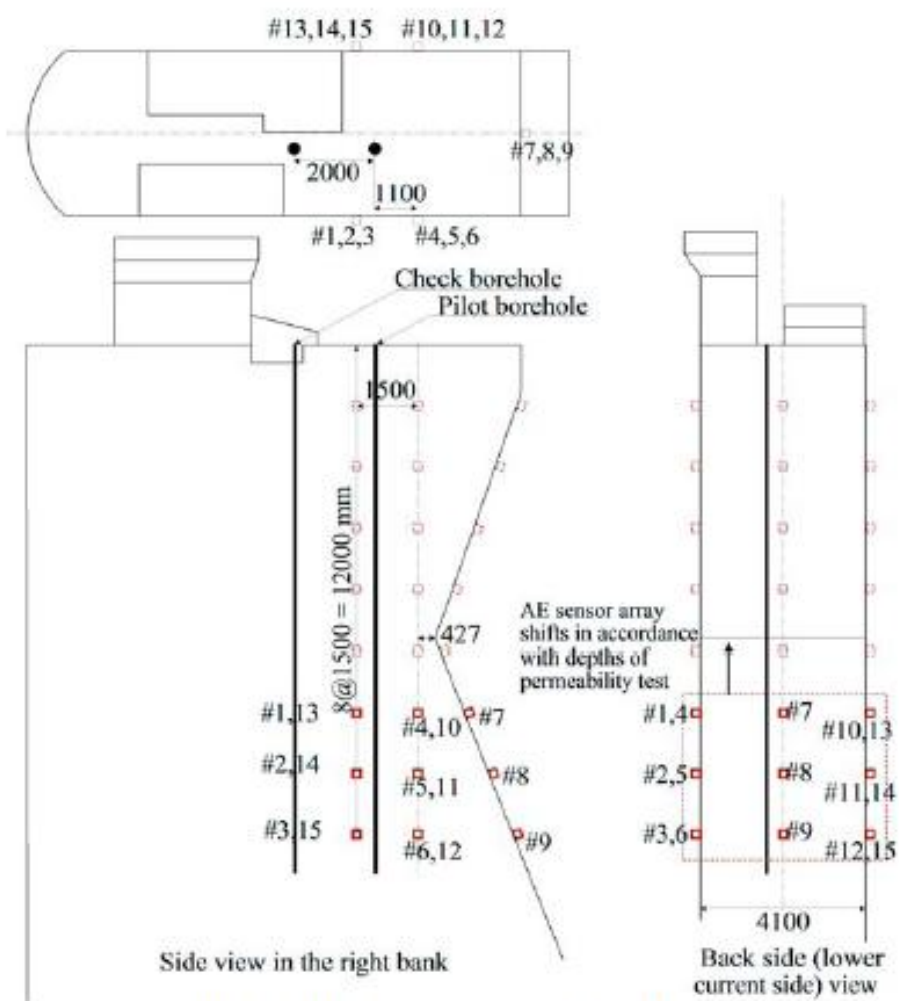 #13,14,15 #10,11,12
#7,8,9
2000
1100
#1,2,3 #4,5,6
Check borehole
Pilot borehole
1500
8@1500 = 12000 mm
427
AE sensor array
shifts in accordance
with depths of
permeability test
#1,13 #4,10 #7
#2,14 #5,11 #8
#3,15 #6,12 #9
#1,4 #7 #10,13
#2,5 #8 #11,14
#3,6 #9 #12,15
4100
Side view in the right bank
Back side (lower
current side) view